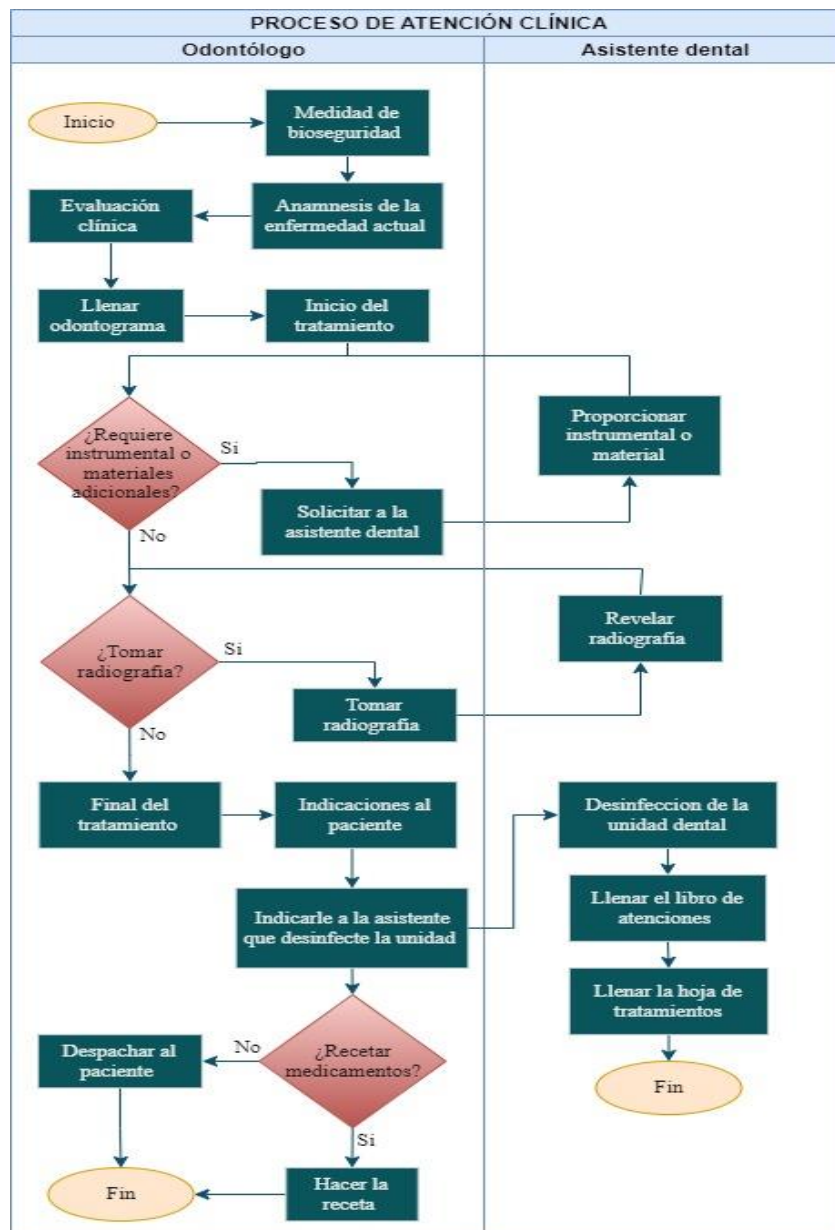 PROCESO DE ATENCIÓN CLÍNICA
Odontólogo
Asistente dental
Inicio
Medidad de
bioseguridad
Anamnesis de la
enfermedad actual
Evaluación
clínica
Llenar
odontograma
Inicio del
tratamiento
¿Requiere
instrumental o
materiales
adicionales?
Si
No
Solicitar a la
asistente dental
Proporcionar
instrumental o
material
¿Tomar
radiografía?
Si
No
Tomar
radiografía
Revelar
radiografía
Final del
tratamiento
Indicaciones al
paciente
Indicarle a la asistente
que desinfecte la unidad
Desinfeccion de la
unidad dental
Llenar el libro de
atenciones
Llenar la hoja de
tratamientos
Fin
¿Recetar
medicamentos?
No
Si
Despachar al
paciente
Hacer la
receta
Fin